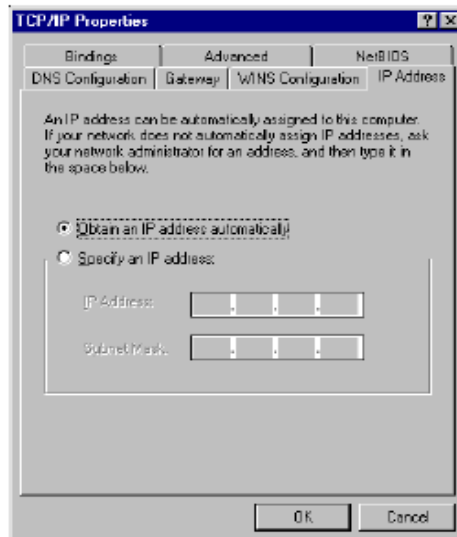 TCP/IP Properties
Bindings Advanced NetBIOS
DNS Configuration Gateway WINS Configuration IP Address
An IP address can be automatically assigned to this computer.
If your network does not automatically assign IP addresses, ask
your network administrator for an address, and then type it in
the space below.
Obtain an IP address automatically
Specify an IP address:
IP Address:
Subnet Mask:
OK Cancel